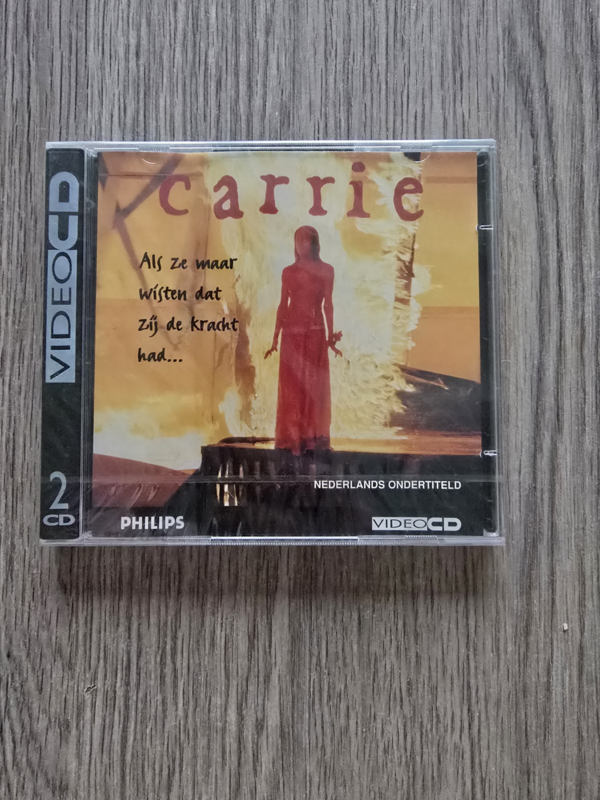 carrie
Als ze maar
wisten dat
zij de kracht
had...
NEDERLANDS ONDERTITELD
PHILIPS
VIDEO CD
VIDEO CD
2
CD